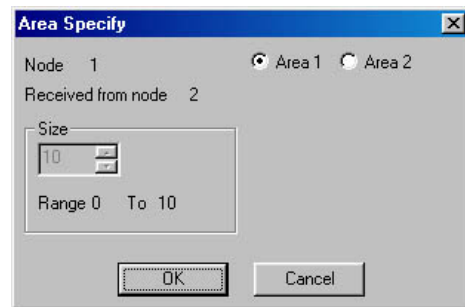 Area Specify
Node 1
Area 1 Area 2
Received from node 2
Size
10
Range 0 To 10
OK
Cancel